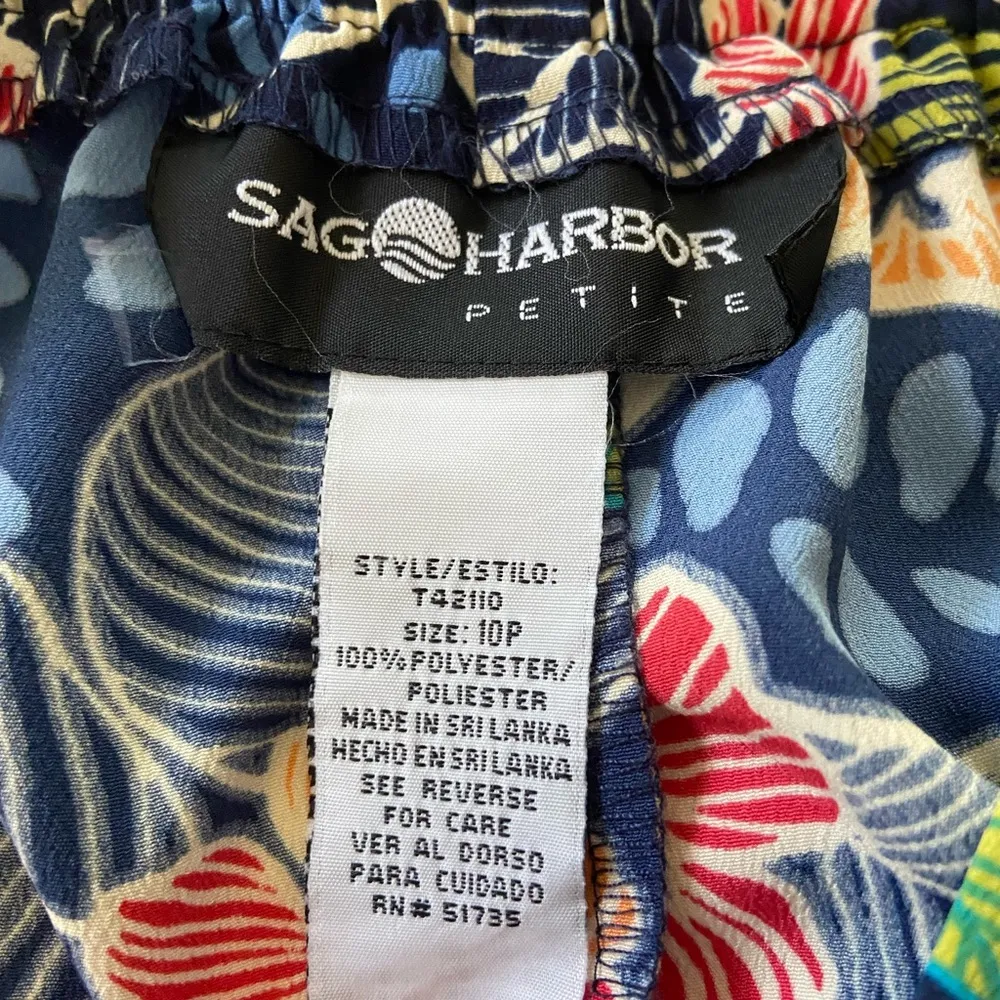 SAG HARBOR
PETITE
STYLE/ESTILO:
T42110
SIZE: 10P
100% POLYESTER/
POLIESTER
MADE IN SRI LANKA
HECHO EN SRI LANKA
SEE REVERSE
FOR CARE
VER AL DORSO
PARA CUIDADO
RN# 51735